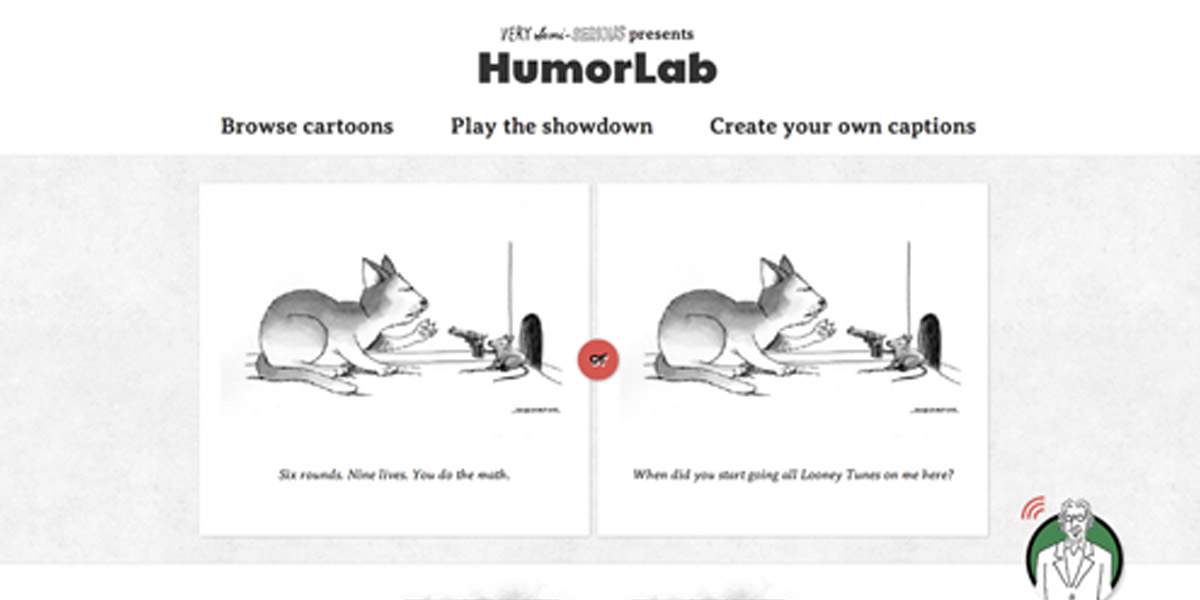 VERY semi-SERIOUS presents
HumorLab
Browse cartoons Play the showdown Create your own captions
or
Six rounds. Nine lives. You do the math.
When did you start going all Looney Tunes on me here?